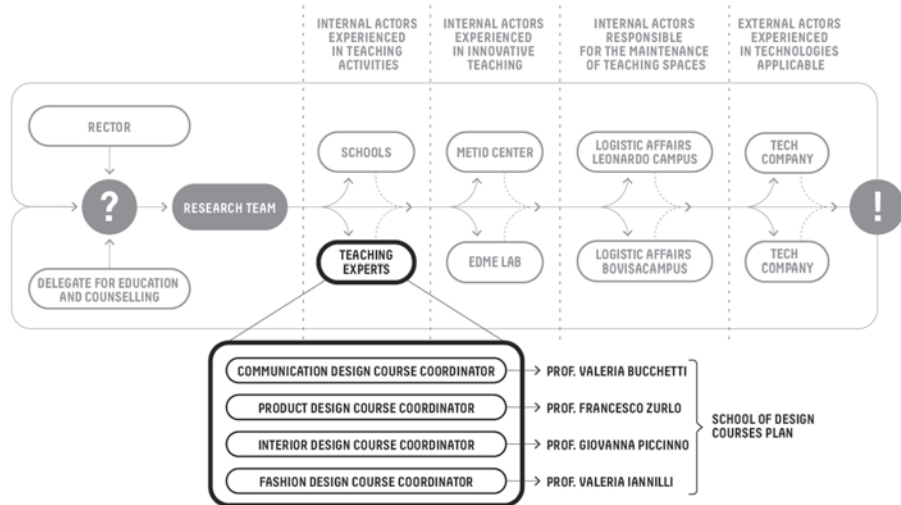 INTERNAL ACTORS
EXPERIENCED
IN TEACHING
ACTIVITIES
INTERNAL ACTORS
EXPERIENCED
IN INNOVATIVE
TEACHING
INTERNAL ACTORS
RESPONSIBLE
FOR THE MAINTENANCE
OF TEACHING SPACES
EXTERNAL ACTORS
EXPERIENCED
IN TECHNOLOGIES
APPLICABLE
RECTOR
?
DELEGATE FOR EDUCATION
AND COUNSELLING
RESEARCH TEAM
SCHOOLS
TEACHING
EXPERTS
METID CENTER
EDME LAB
LOGISTIC AFFAIRS
LEONARDO CAMPUS
LOGISTIC AFFAIRS
BOVISACAMPUS
TECH
COMPANY
TECH
COMPANY
!
COMMUNICATION DESIGN COURSE COORDINATOR
PROF. VALERIA BUCCHETTI
PRODUCT DESIGN COURSE COORDINATOR
PROF. FRANCESCO ZURLO
INTERIOR DESIGN COURSE COORDINATOR
PROF. GIOVANNA PICCINNO
FASHION DESIGN COURSE COORDINATOR
PROF. VALERIA IANNILLI
SCHOOL OF DESIGN
COURSES PLAN